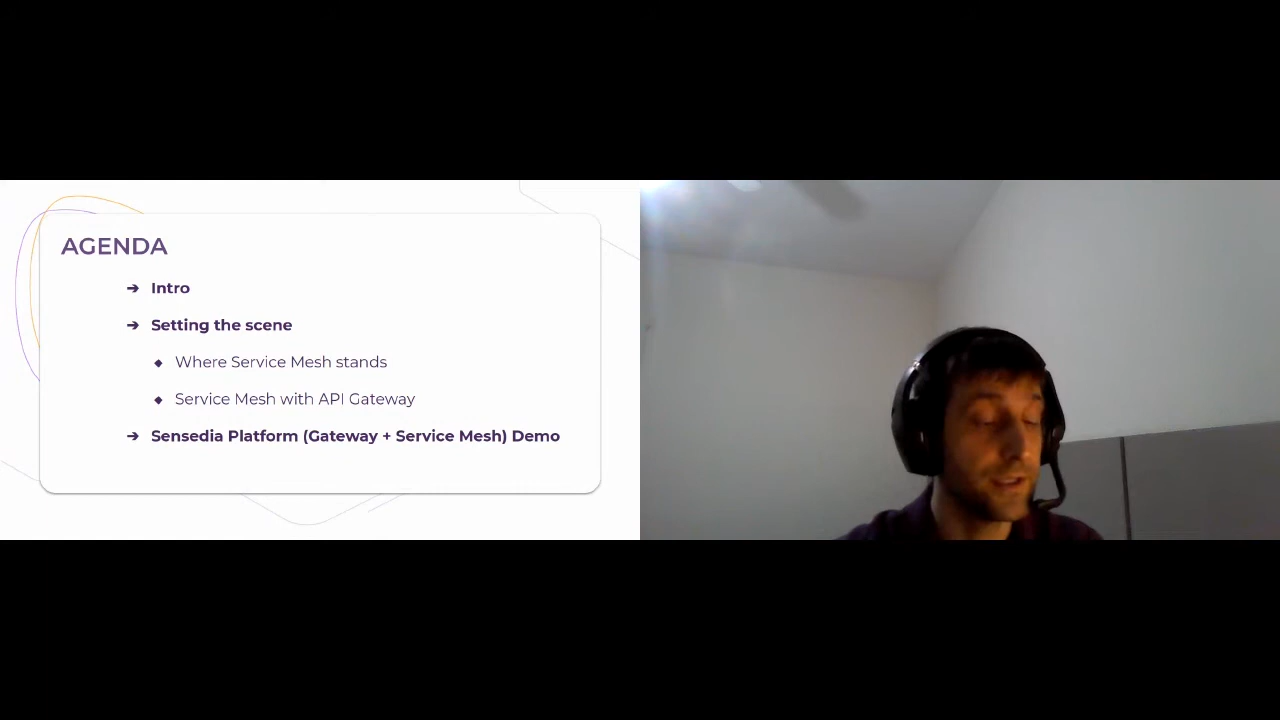 AGENDA
➔ Intro
➔ Setting the scene
◆ Where Service Mesh stands
◆ Service Mesh with API Gateway
➔ Sensedia Platform (Gateway + Service Mesh) Demo